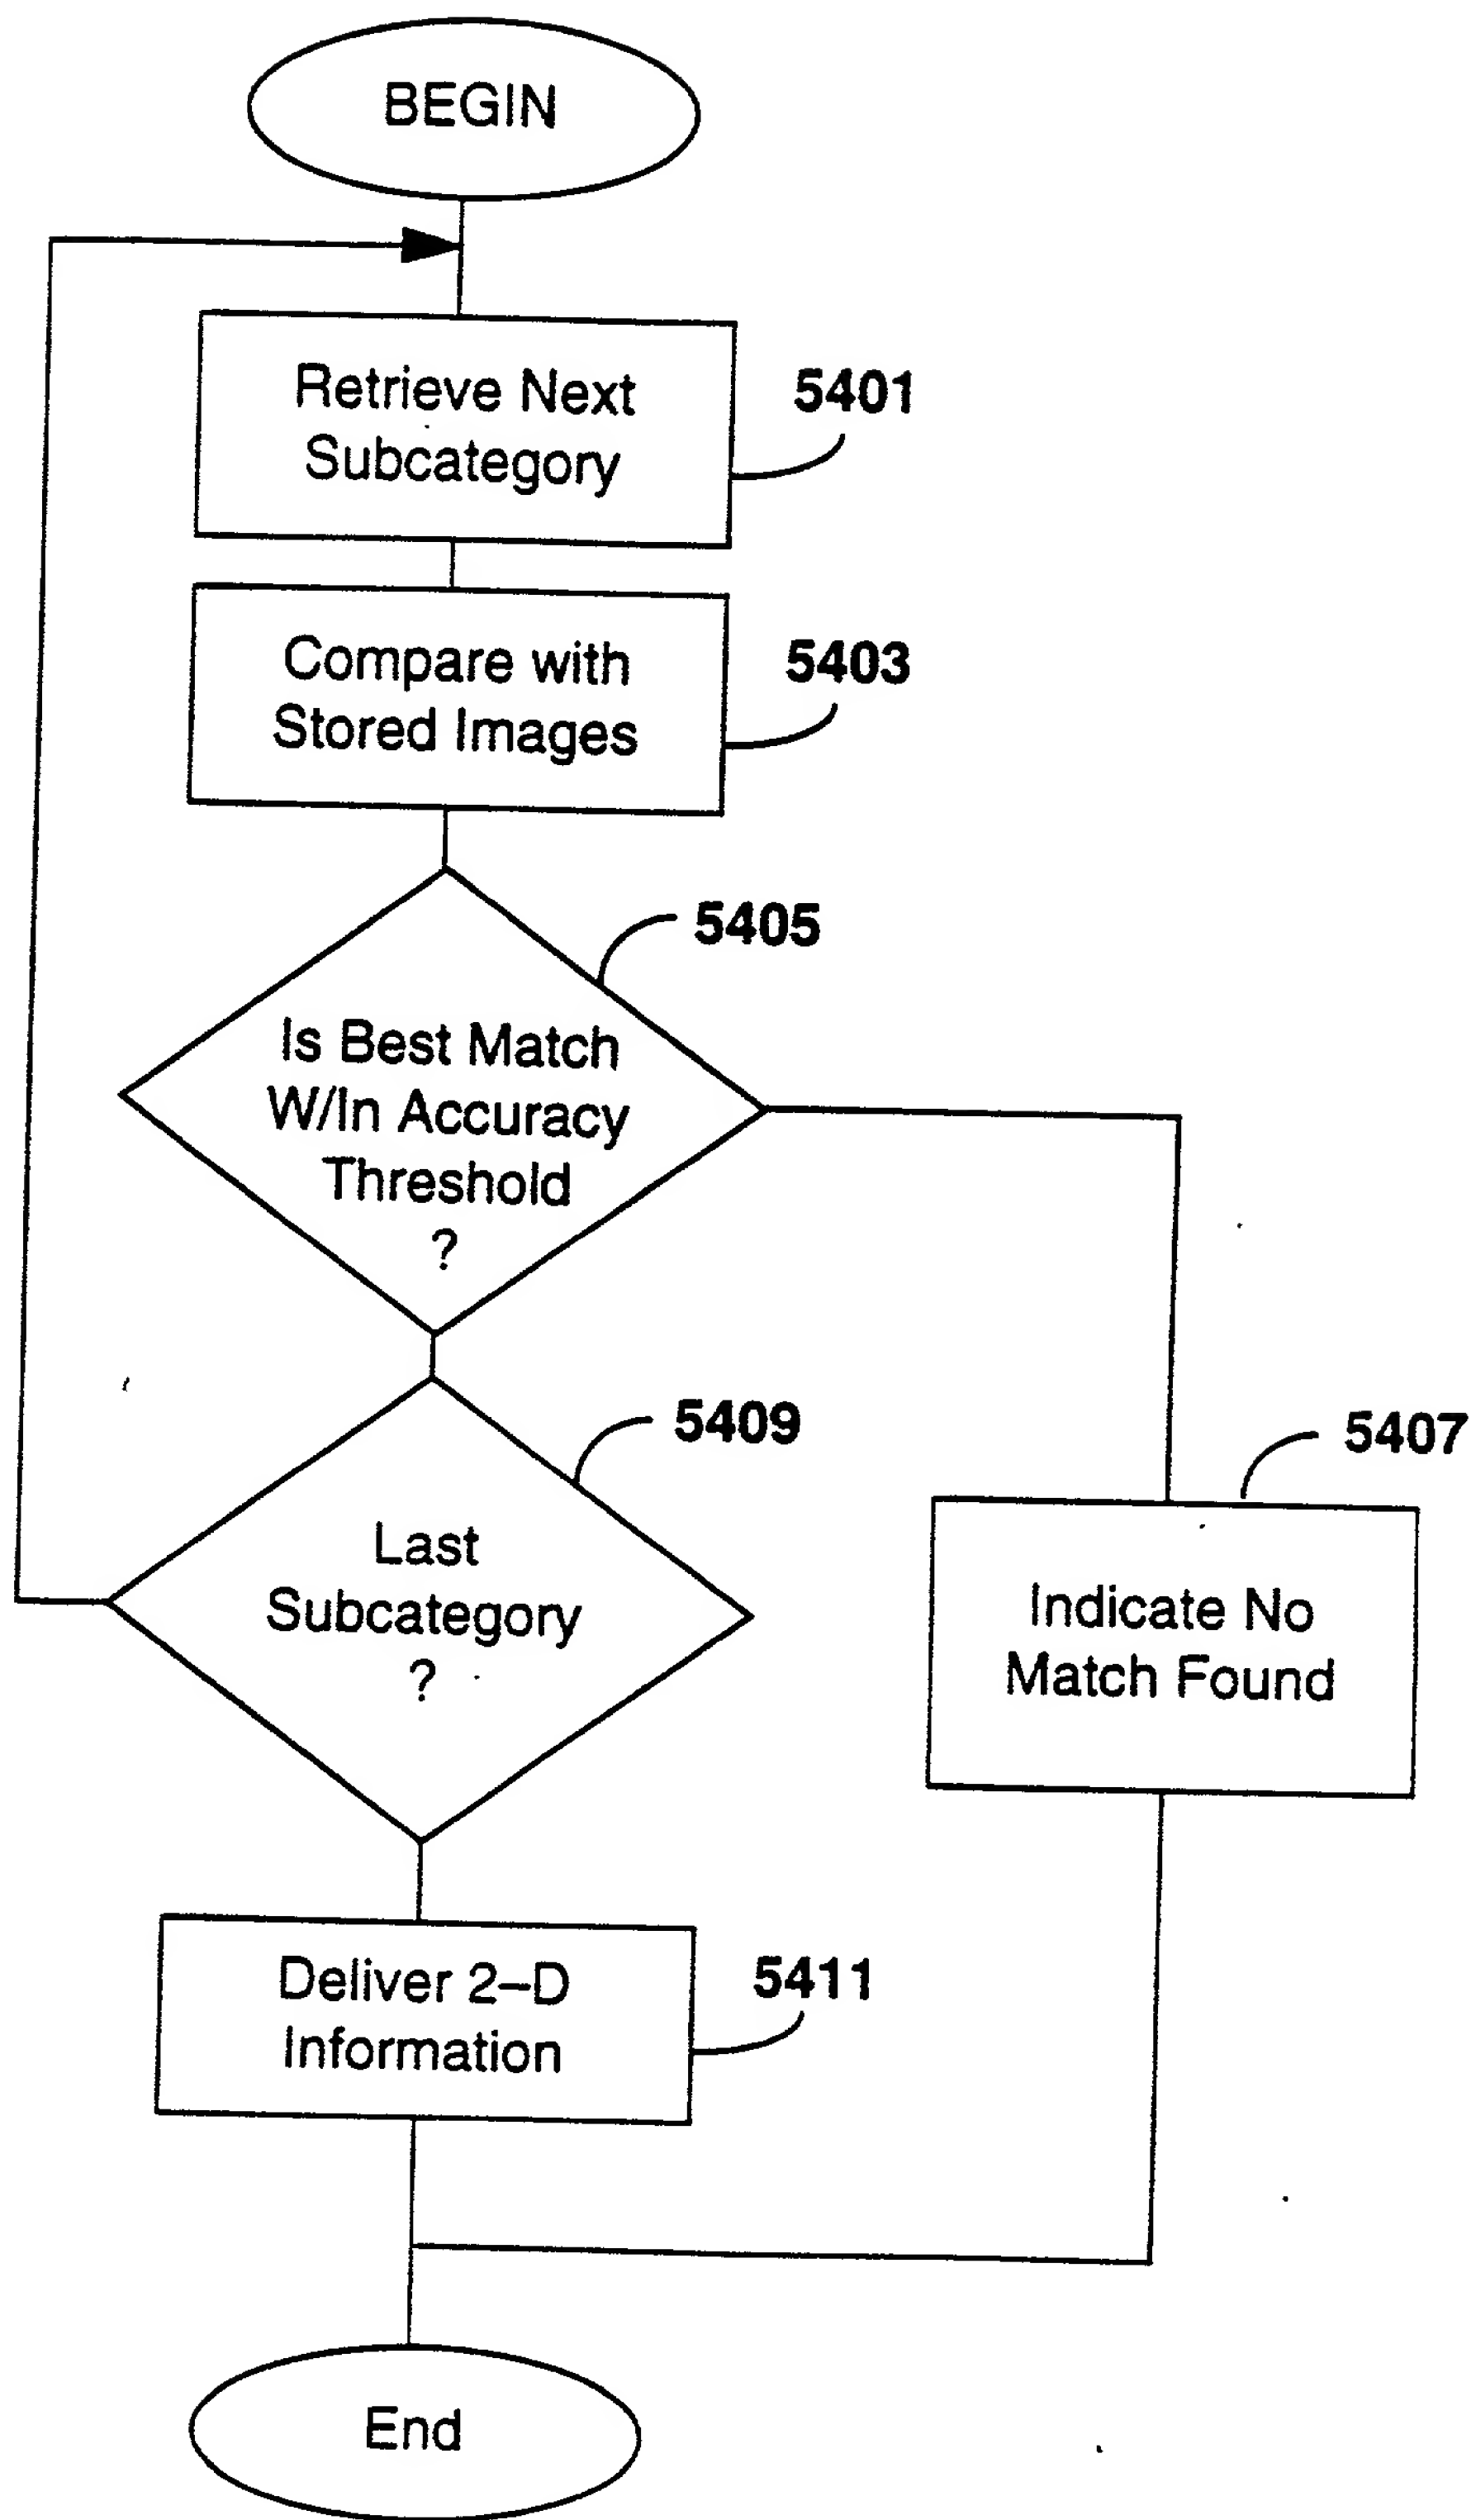 BEGIN
Retrieve Next
Subcategory
5401
Compare with
Stored Images
5403
5405
Is Best Match
W/In Accuracy
Threshold
?
5409
Last
Subcategory
?
5407
Indicate No
Match Found
Deliver 2–D
Information
5411
End